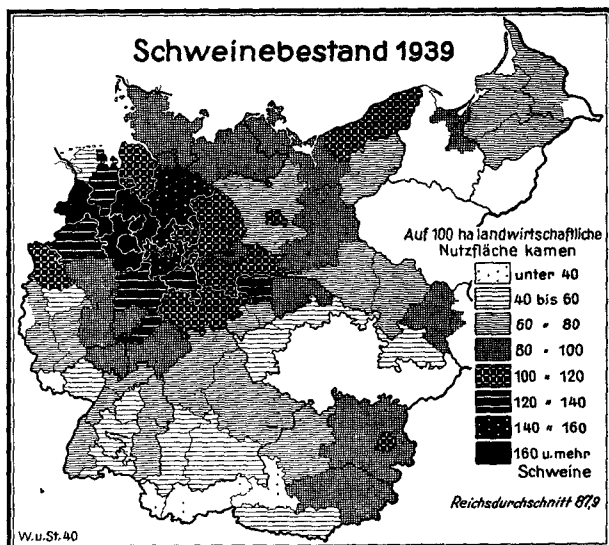 Schweinebestand 1939
Auf 100 ha landwirtschaftliche
Nutzfläche kamen
unter 40
40 bis 60
60 " 80
80 " 100
100 " 120
120 " 140
140 " 160
160 u. mehr
Schweine
Reichsdurchschnitt 87,9
W.u.St.40